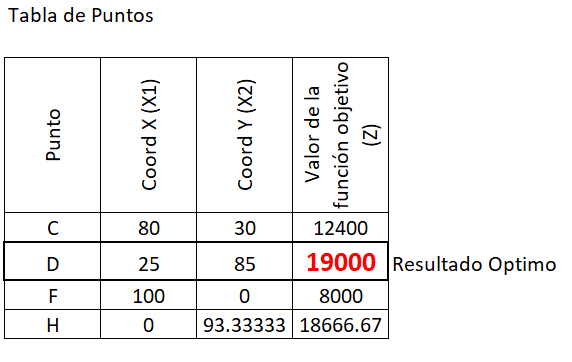 Tabla de Puntos
Punto Coord X (X1) Coord Y (X2) Valor de la función objetivo (Z)
C 80 30 12400
D 25 85 19000 Resultado Optimo
F 100 0 8000
H 0 93.33333 18666.67